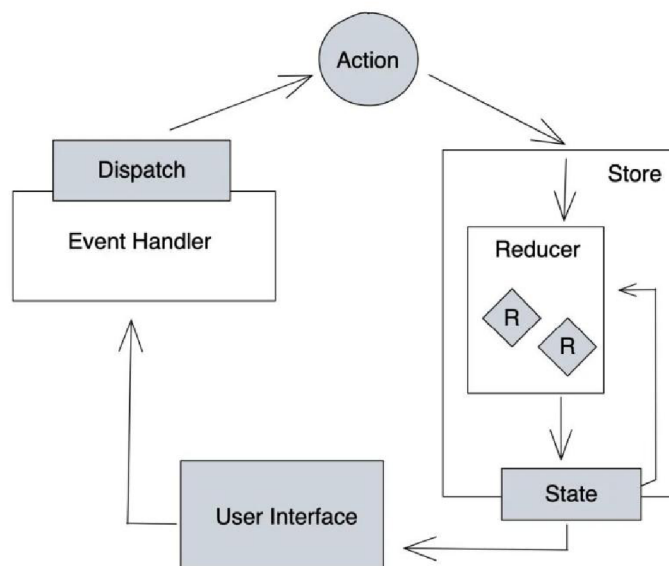 Action
Dispatch
Store
Event Handler
Reducer
R
R
State
User Interface